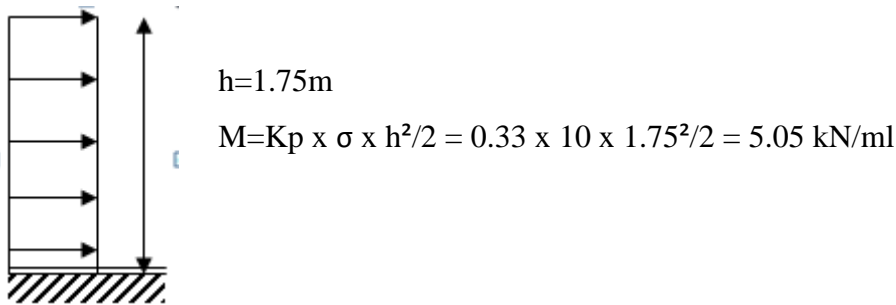 h=1.75m
M=Kp x σ x h²/2 = 0.33 x 10 x 1.75²/2 = 5.05 kN/ml